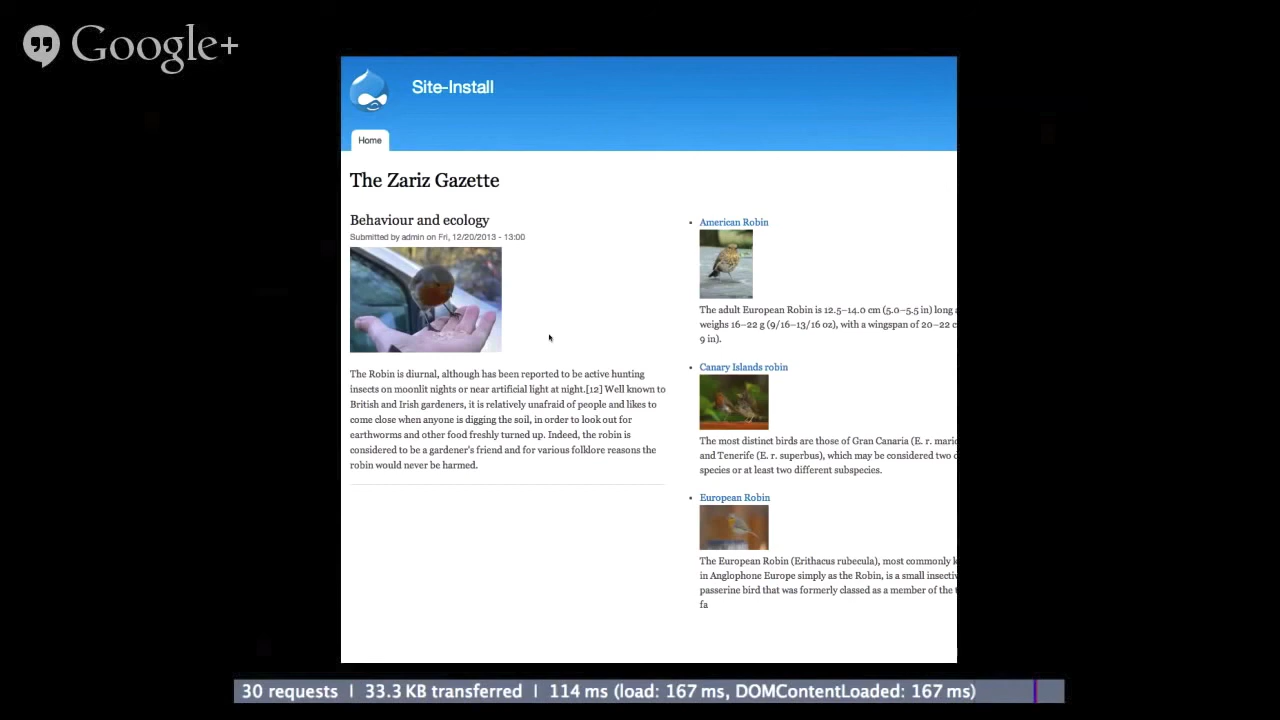 Google+
Site-Install
Home
The Zariz Gazette
Behaviour and ecology
Submitted by admin on Fri, 12/20/2013 - 13:00
The Robin is diurnal, although has been reported to be active hunting
insects on moonlit nights or near artificial light at night.[12] Well known to
British and Irish gardeners, it is relatively unafraid of people and likes to
come close when anyone is digging the soil, in order to look out for
earthworms and other food freshly turned up. Indeed, the robin is
considered to be a gardener's friend and for various folklore reasons the
robin would never be harmed.
American Robin
The adult European Robin is 12.5–14.0 cm (5.0–5.5 in) long
weighs 16–22 g (9/16–13/16 oz), with a wingspan of 20–22
9 in).
Canary Islands robin
The most distinct birds are those of Gran Canaria (E. r.
and Tenerife (E. r. superbus), which may be considered two
species or at least two different subspecies.
European Robin
The European Robin (Erithacus rubecula), most commonly
in Anglophone Europe simply as the Robin, is a small
passerine bird that was formerly classed as a member of the
fa
30 requests | 33.3 KB transferred | 114 ms (load: 167 ms, DOMContentLoaded: 167 ms)